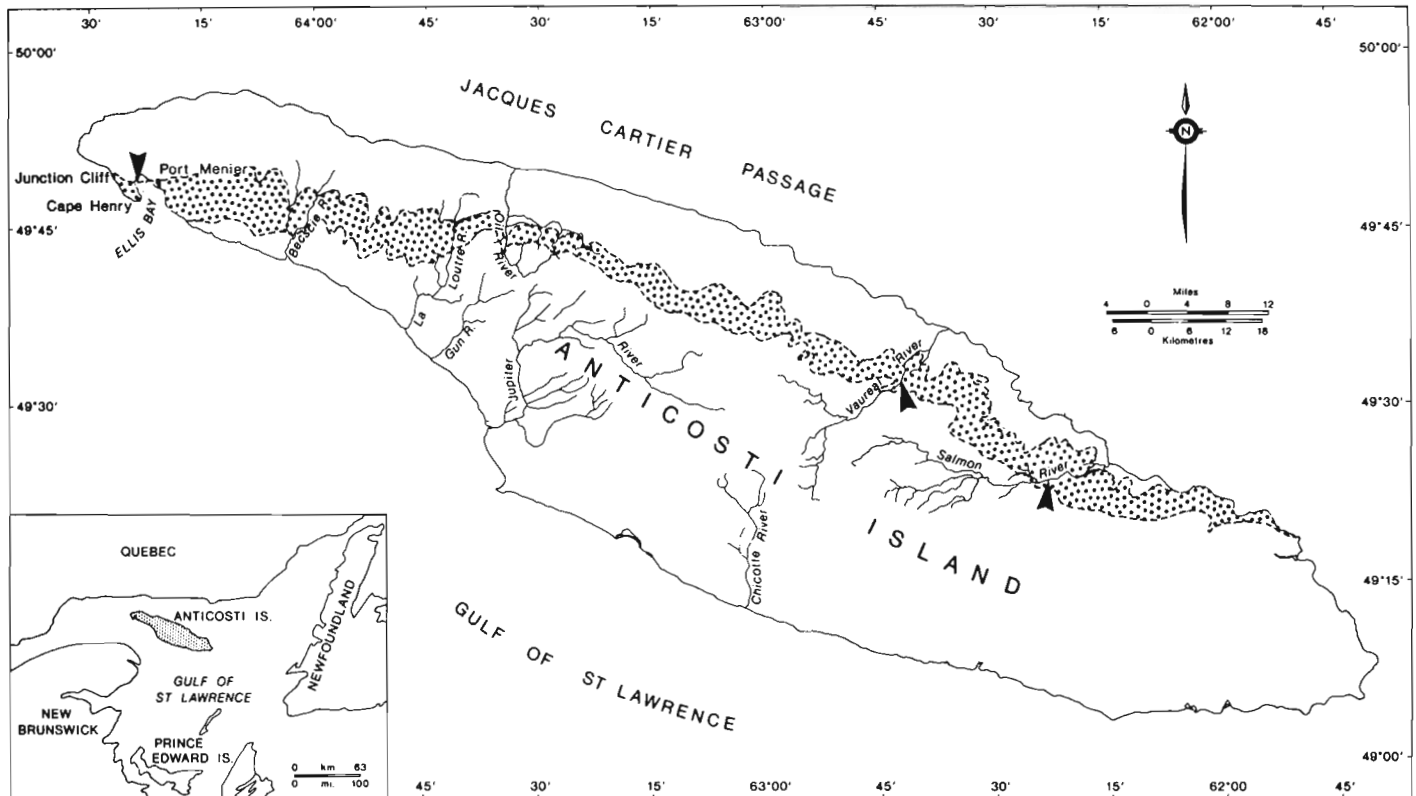 30' 15' 64°00' 45' 30' 15' 63°00' 45' 30' 15' 62°00' 45'
50°00' 50°00'
JACQUES CARTIER PASSAGE
N
Junction Cliff
Port Menier
Cape Henry
ELLIS BAY
49°45' 49°45'
Becscie R.
La Loutre R.
Oil River
Gun R.
Jupiter River
Miles
4 0 4 8 12
6 0 6 12 18
Kilometres
Vaureal River
49°30' 49°30'
ANTICOSTI ISLAND
Salmon River
Chicotte River
49°15'
GULF OF ST LAWRENCE
49°00'
QUEBEC
ANTICOSTI IS.
NEWFOUNDLAND
GULF OF
ST LAWRENCE
NEW
BRUNSWICK
PRINCE
EDWARD IS.
0 km 63
0 mi. 100
45' 30' 15' 63°00' 45' 30' 15' 62°00' 45'